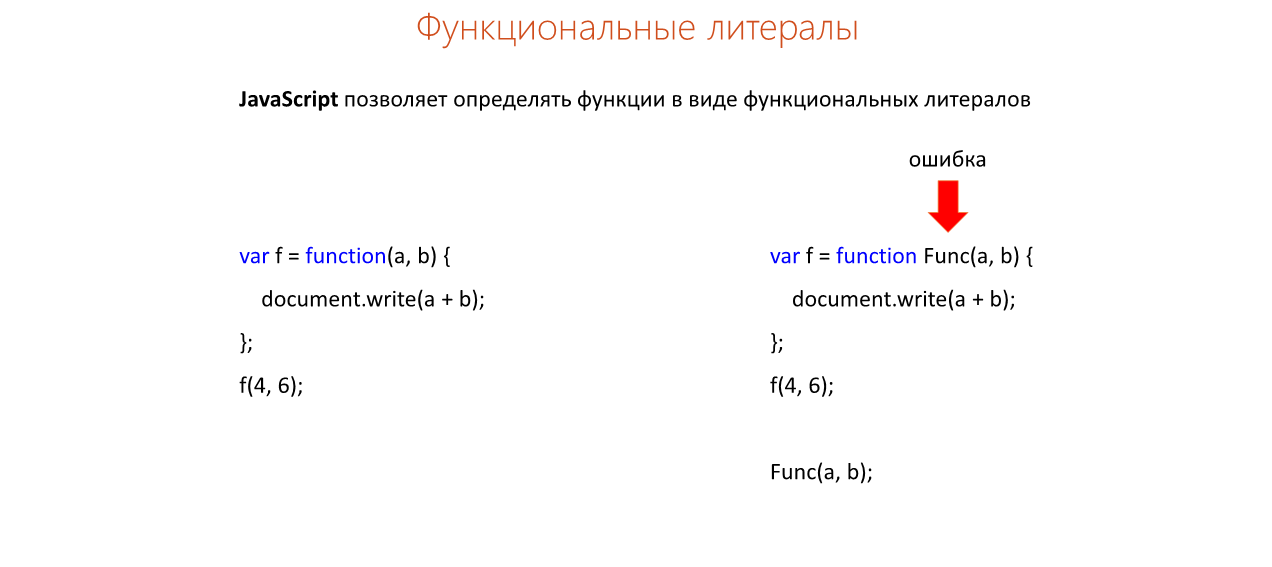 Функциональные литералы
JavaScript позволяет определять функции в виде функциональных литералов
var f = function(a, b) {
document.write(a + b);
};
f(4, 6);
ошибка
var f = function Func(a, b) {
document.write(a + b);
};
f(4, 6);
Func(a, b);